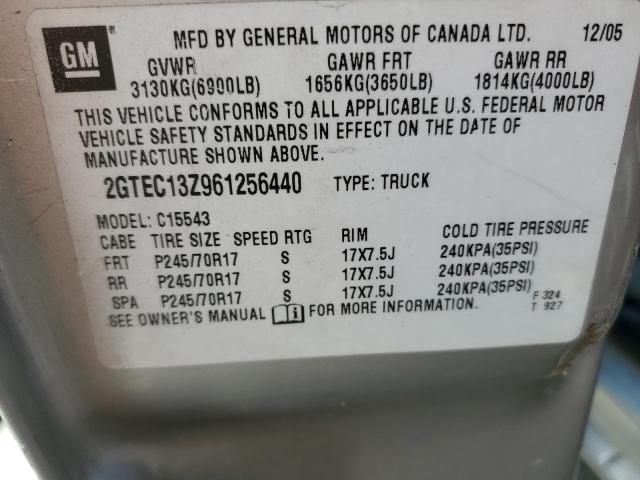 GM
MFD BY GENERAL MOTORS OF CANADA LTD. 12/05
GVWR GAWR FRT GAWR RR
3130KG(6900LB) 1656KG(3650LB) 1814KG(4000LB)
THIS VEHICLE CONFORMS TO ALL APPLICABLE U.S. FEDERAL MOTOR
VEHICLE SAFETY STANDARDS IN EFFECT ON THE DATE OF
MANUFACTURE SHOWN ABOVE.
2GTEC13Z961256440 TYPE: TRUCK
MODEL: C15543
CABE TIRE SIZE SPEED RTG RIM COLD TIRE PRESSURE
FRT P245/70R17 S 17X7.5J 240KPA(35PSI)
RR P245/70R17 S 17X7.5J 240KPA(35PSI)
SPA P245/70R17 S 17X7.5J 240KPA(35PSI)
SEE OWNER'S MANUAL i FOR MORE INFORMATION.
F 324
T 927